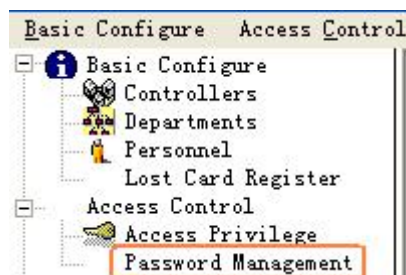 Basic Configure Access Control
Basic Configure
Controllers
Departments
Personnel
Lost Card Register
Access Control
Access Privilege
Password Management